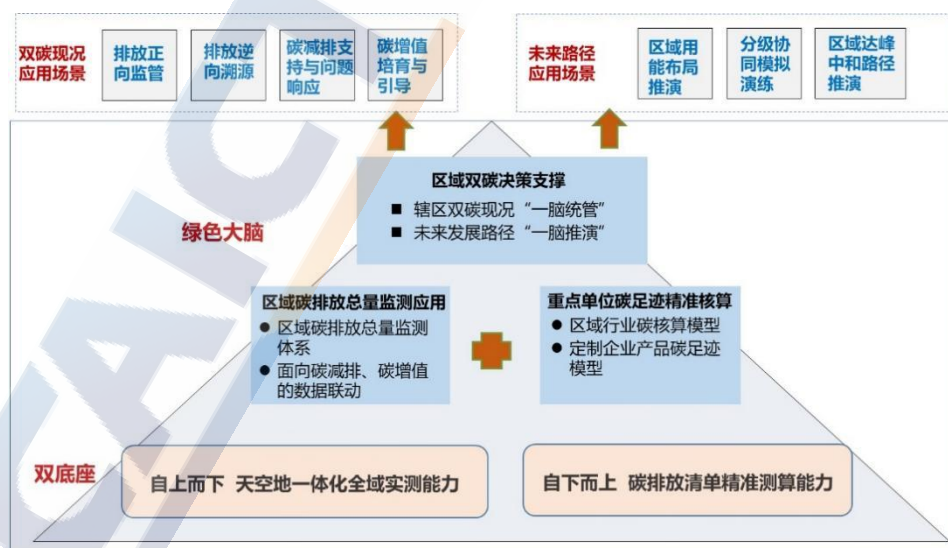 双碳现况
应用场景
排放正
向监管
排放逆
向溯源
碳减排支
持与问题
响应
碳增值
培育与
引导
未来路径
应用场景
区域用
能布局
推演
分级协
同模拟
演练
区域达峰
中和路径
推演
区域双碳决策支撑
■ 辖区双碳现况“一脑统管”
■ 未来发展路径“一脑推演”
绿色大脑
区域碳排放总量监测应用
● 区域碳排放总量监测
体系
● 面向碳减排、碳增值
的数据联动
重点单位碳足迹精准核算
● 区域行业碳核算模型
● 定制企业产品碳足迹
模型
双底座
自上而下 天空地一体化全域实测能力
自下而上 碳排放清单精准测算能力
CAICT